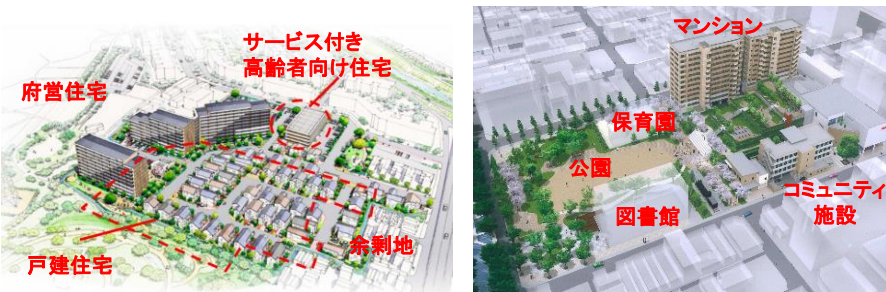 サービス付き
高齢者向け住宅
府営住宅
戸建住宅
余剰地
マンション
保育園
公園
図書館
コミュニティ
施設